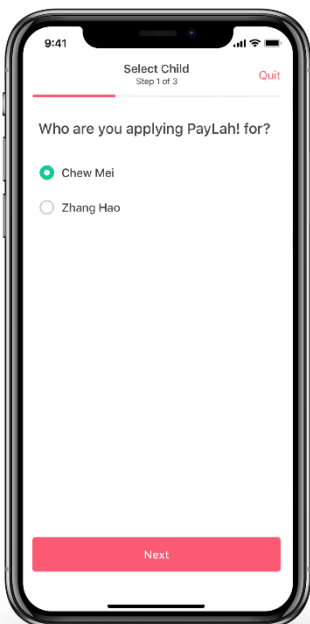 9:41
Select Child
Quit
Step 1 of 3
Who are you applying PayLah! for?
Chew Mei
Zhang Hao
Next